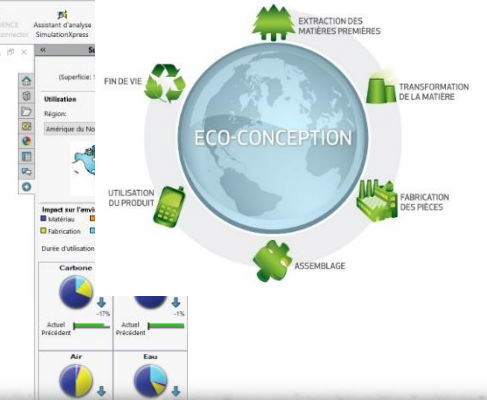 Assistant d'analyse
SimulationXpress
(Superficie:
Utilisation
Région:
Amérique du No
Impact sur l'envi
Matériau
Fabrication
Durée d'utilisation
Carbone
-17%
-1%
Actuel
Précédent
Actuel
Précédent
Air
Eau
EXTRACTION DES
MATIÈRES PREMIÈRES
TRANSFORMATION
DE LA MATIÈRE
FABRICATION
DES PIÈCES
ASSEMBLAGE
UTILISATION
DU PRODUIT
FIN DE VIE
ECO-CONCEPTION